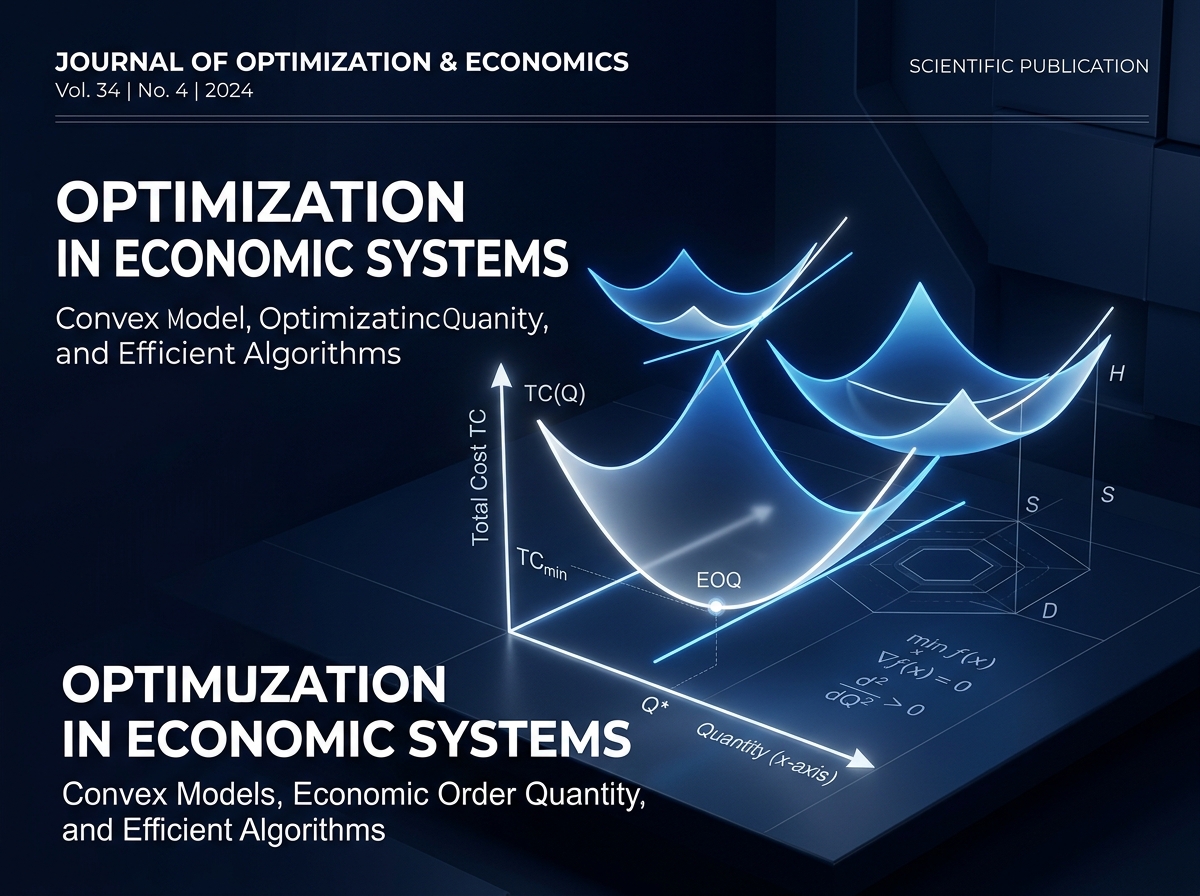 JOURNAL OF OPTIMIZATION & ECONOMICS
Vol. 34 | No. 4 | 2024
SCIENTIFIC PUBLICATION
OPTIMIZATION
IN ECONOMIC SYSTEMS
Convex Model, OptimizatincQuanity,
and Efficient Algorithms
TC(Q)
Total Cost TC
TCmin
EOQ
H
S
S
D
min f(x)
x
∇f(x) = 0
d²/dQ² > 0
Q*
Quantity (x-axis)
OPTIMUZATION
IN ECONOMIC SYSTEMS
Convex Models, Economic Order Quantity,
and Efficient Algorithms